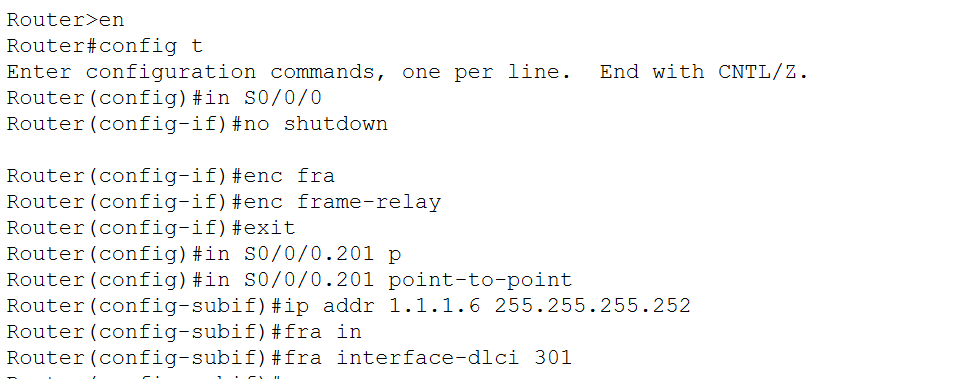 Router>en
Router#config t
Enter configuration commands, one per line.  End with CNTL/Z.
Router(config)#in S0/0/0
Router(config-if)#no shutdown
Router(config-if)#enc fra
Router(config-if)#enc frame-relay
Router(config-if)#exit
Router(config)#in S0/0/0.201 p
Router(config)#in S0/0/0.201 point-to-point
Router(config-subif)#ip addr 1.1.1.6 255.255.255.252
Router(config-subif)#fra in
Router(config-subif)#fra interface-dlci 301